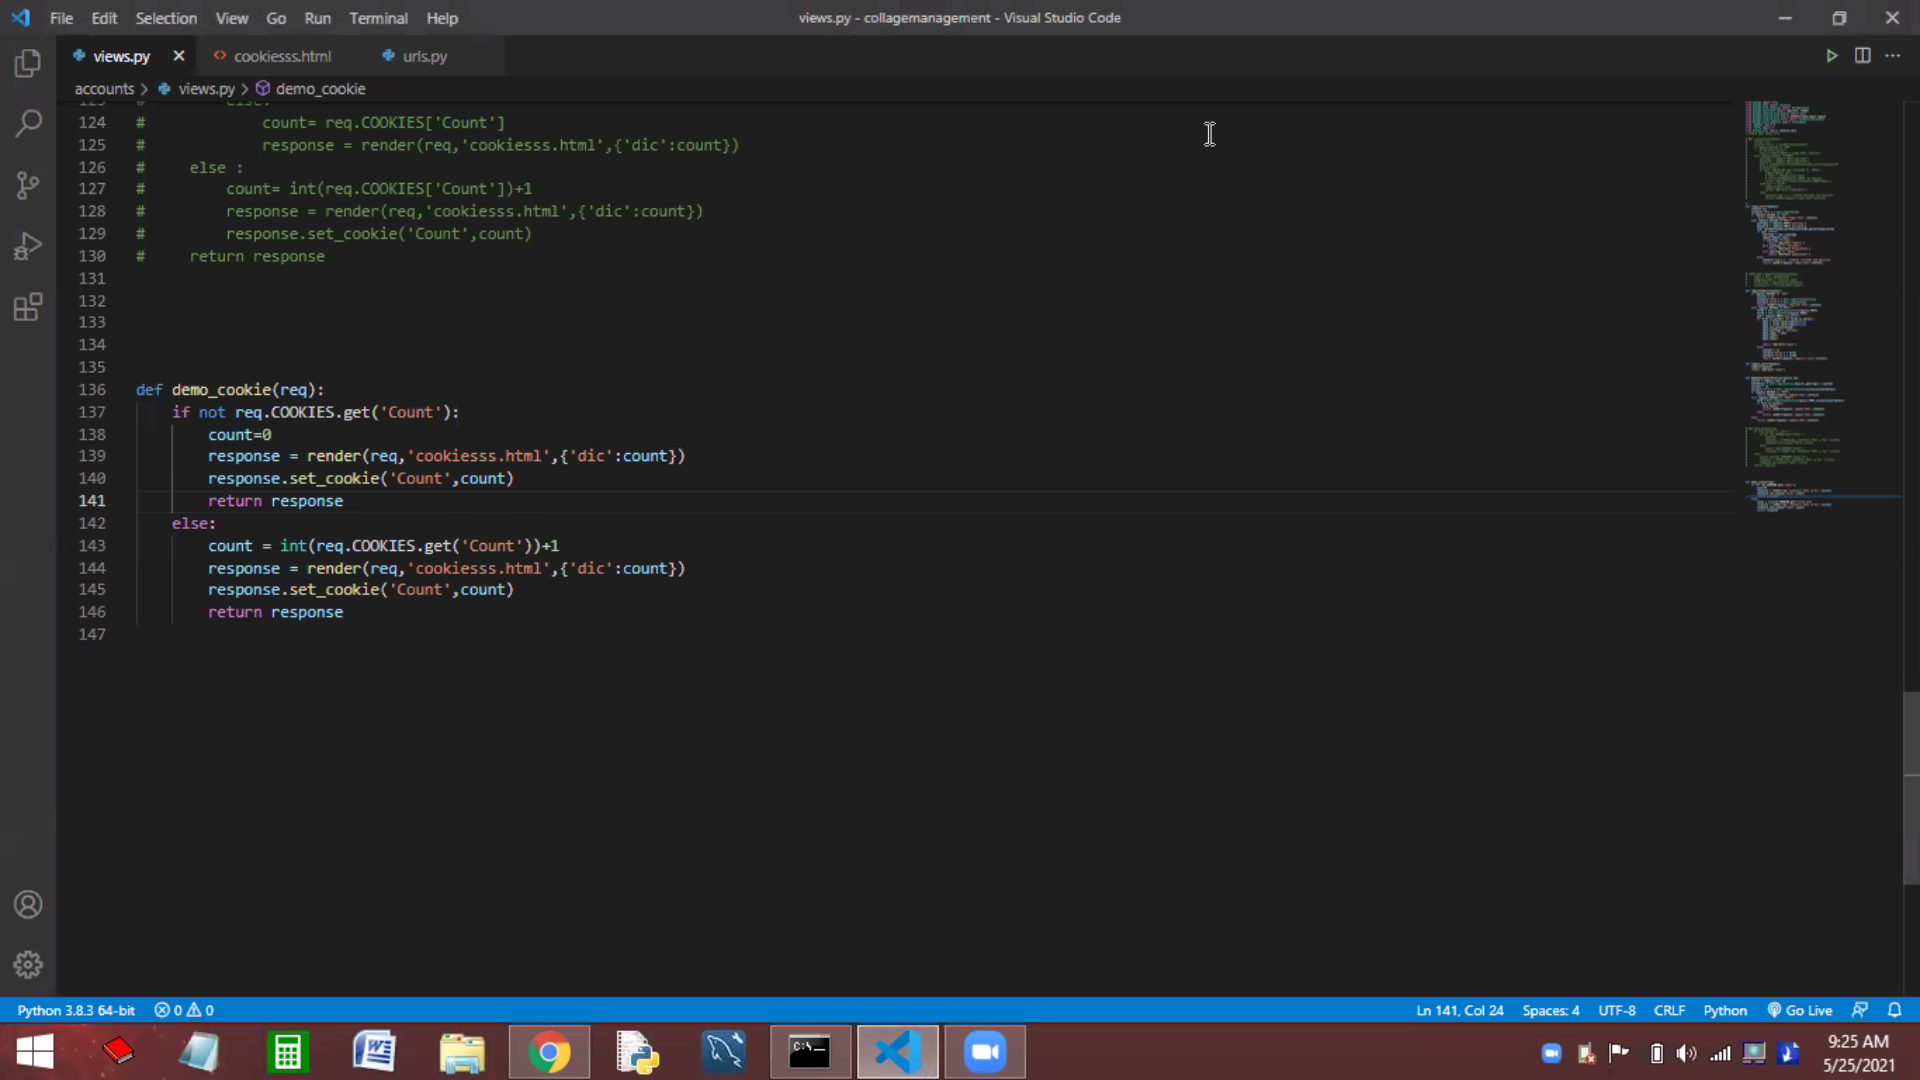 File Edit Selection View Go Run Terminal Help
views.py - collagemanagement - Visual Studio Code
views.py cookiesss.html urls.py
accounts > views.py > demo_cookie
124 # count= req.COOKIES['Count']
125 # response = render(req,'cookiesss.html',{'dic':count})
126 # else :
127 # count= int(req.COOKIES['Count'])+1
128 # response = render(req,'cookiesss.html',{'dic':count})
129 # response.set_cookie('Count',count)
130 # return response
131
132
133
134
135
136 def demo_cookie(req):
137 if not req.COOKIES.get('Count'):
138 count=0
139 response = render(req,'cookiesss.html',{'dic':count})
140 response.set_cookie('Count',count)
141 return response
142 else:
143 count = int(req.COOKIES.get('Count'))+1
144 response = render(req,'cookiesss.html',{'dic':count})
145 response.set_cookie('Count',count)
146 return response
147
Python 3.8.3 64-bit 0 0 Ln 141, Col 24 Spaces: 4 UTF-8 CRLF Python Go Live
C:\
9:25 AM
5/25/2021